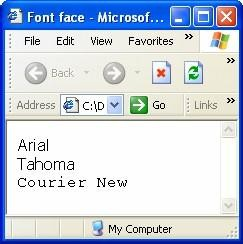 Font face - Microsof...
File Edit View Favorites »
Back »
Address C:\D Go Links »
Arial
Tahoma
Courier New
My Computer